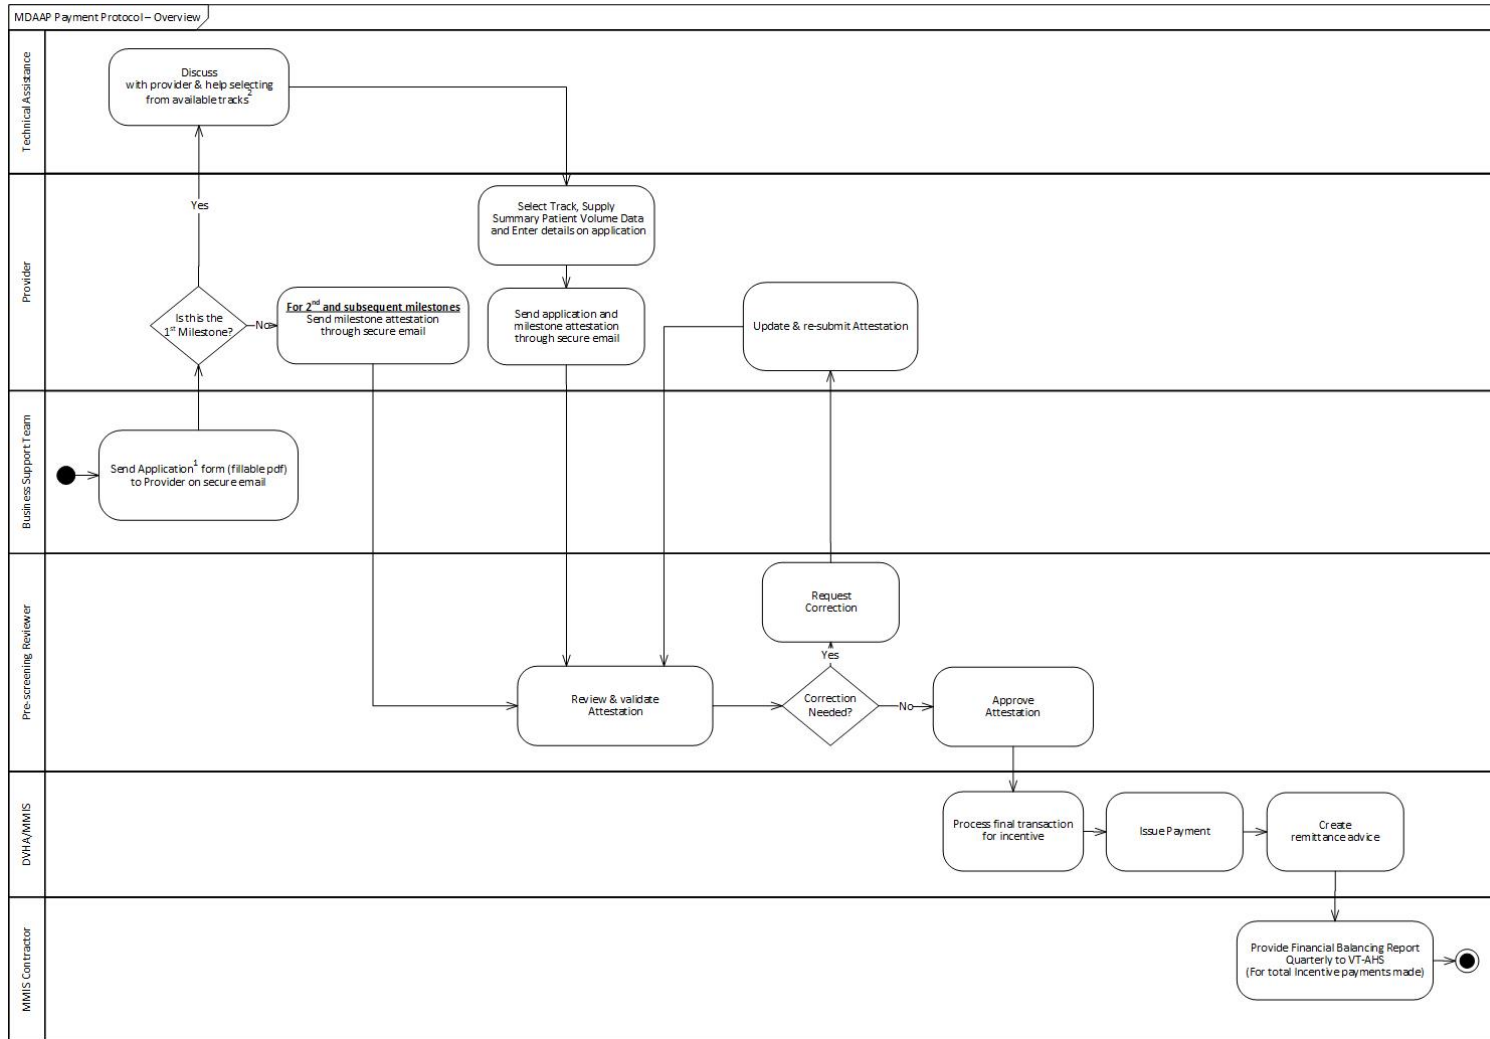 MDAAP Payment Protocol – Overview
Technical Assistance
Discuss
with provider & help selecting
from available tracks2
Provider
Yes
Select Track, Supply
Summary Patient Volume Data
and Enter details on application
Is this the
1st Milestone?
No
For 2nd and subsequent milestones
Send milestone attestation
through secure email
Send application and
milestone attestation
through secure email
Update & re-submit Attestation
Business Support Team
Send Application1 form (fillable pdf)
to Provider on secure email
Pre-screening Reviewer
Request
Correction
Yes
Review & validate
Attestation
Correction
Needed?
No
Approve
Attestation
DVHA/MMIS
Process final transaction
for incentive
Issue Payment
Create
remittance advice
MMIS Contractor
Provide Financial Balancing Report
Quarterly to VT-AHS
(For total Incentive payments made)